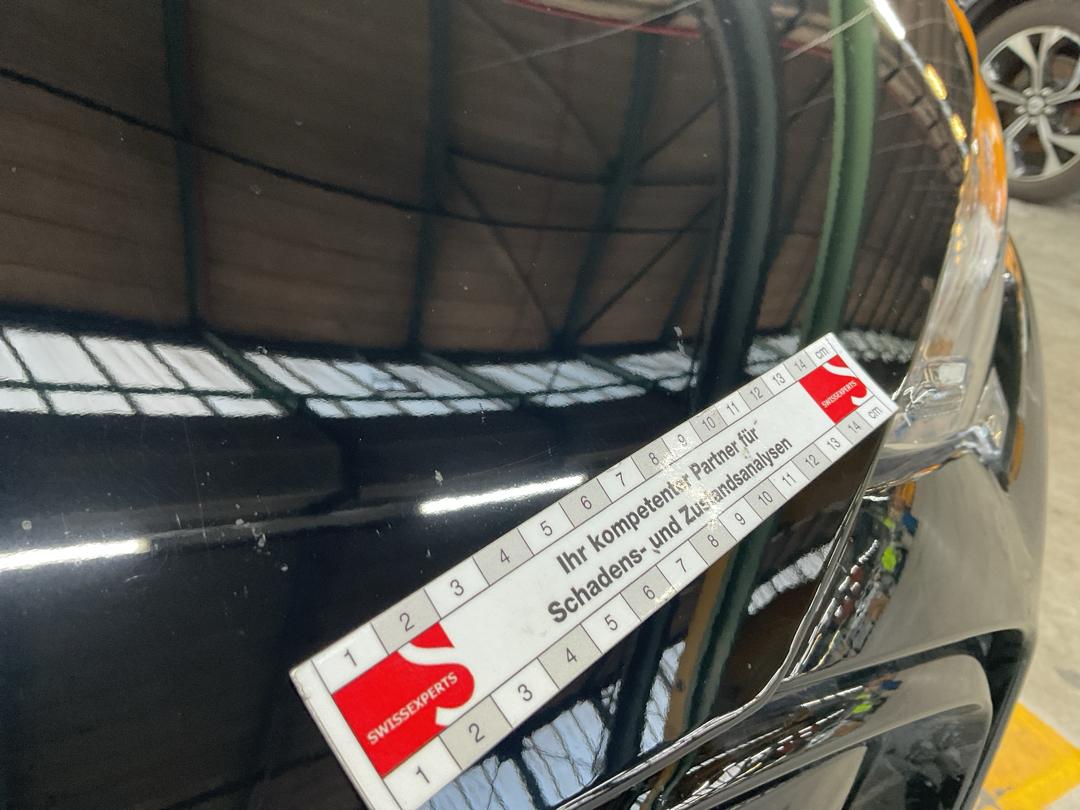 1 2 3 4 5 6 7 8 9 10 11 12 13 14 cm
SWISSEXPERTS
Ihr kompetenter Partner für
Schadens- und Zustandsanalysen
SWISSEXPERTS
1 2 3 4 5 6 7 8 9 10 11 12 13 14 cm